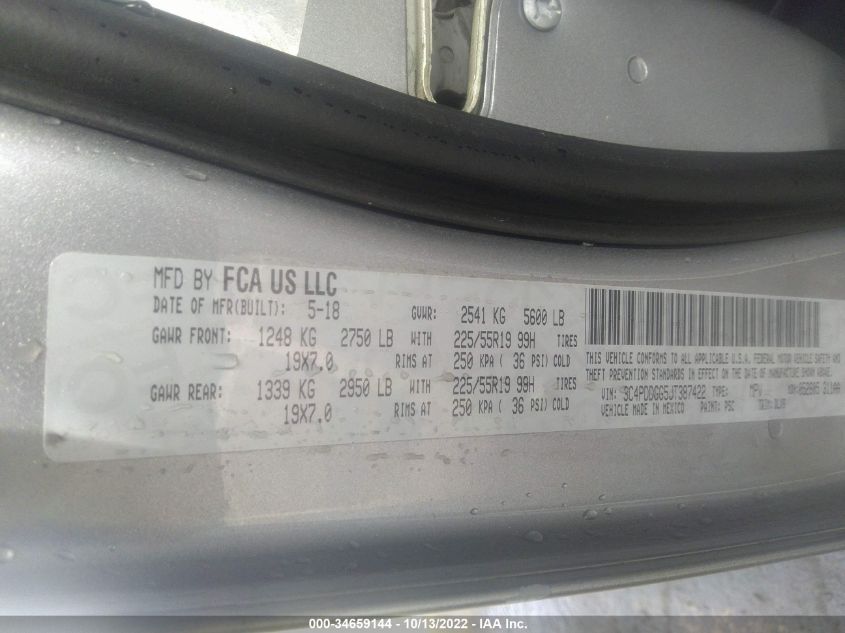 MFD BY FCA US LLC
DATE OF MFR(BUILT): 5-18 GVWR: 2541 KG 5600 LB
GAWR FRONT: 1248 KG 2750 LB WITH 225/55R19 99H TIRES
19X7.0 RIMS AT 250 KPA ( 36 PSI) COLD
GAWR REAR: 1339 KG 2950 LB WITH 225/55R19 99H TIRES
19X7.0 RIMS AT 250 KPA ( 36 PSI) COLD
THIS VEHICLE CONFORMS TO ALL APPLICABLE U.S.A. FEDERAL MOTOR VEHICLE SAFETY AND
THEFT PREVENTION STANDARDS IN EFFECT ON THE DATE OF MANUFACTURE SHOWN ABOVE.
VIN: 3C4PDDGG5JT387422 TYPE: MPV
VEHICLE MADE IN MEXICO PAINT: PSC TRIM:
000-34659144 - 10/13/2022 - IAA Inc.